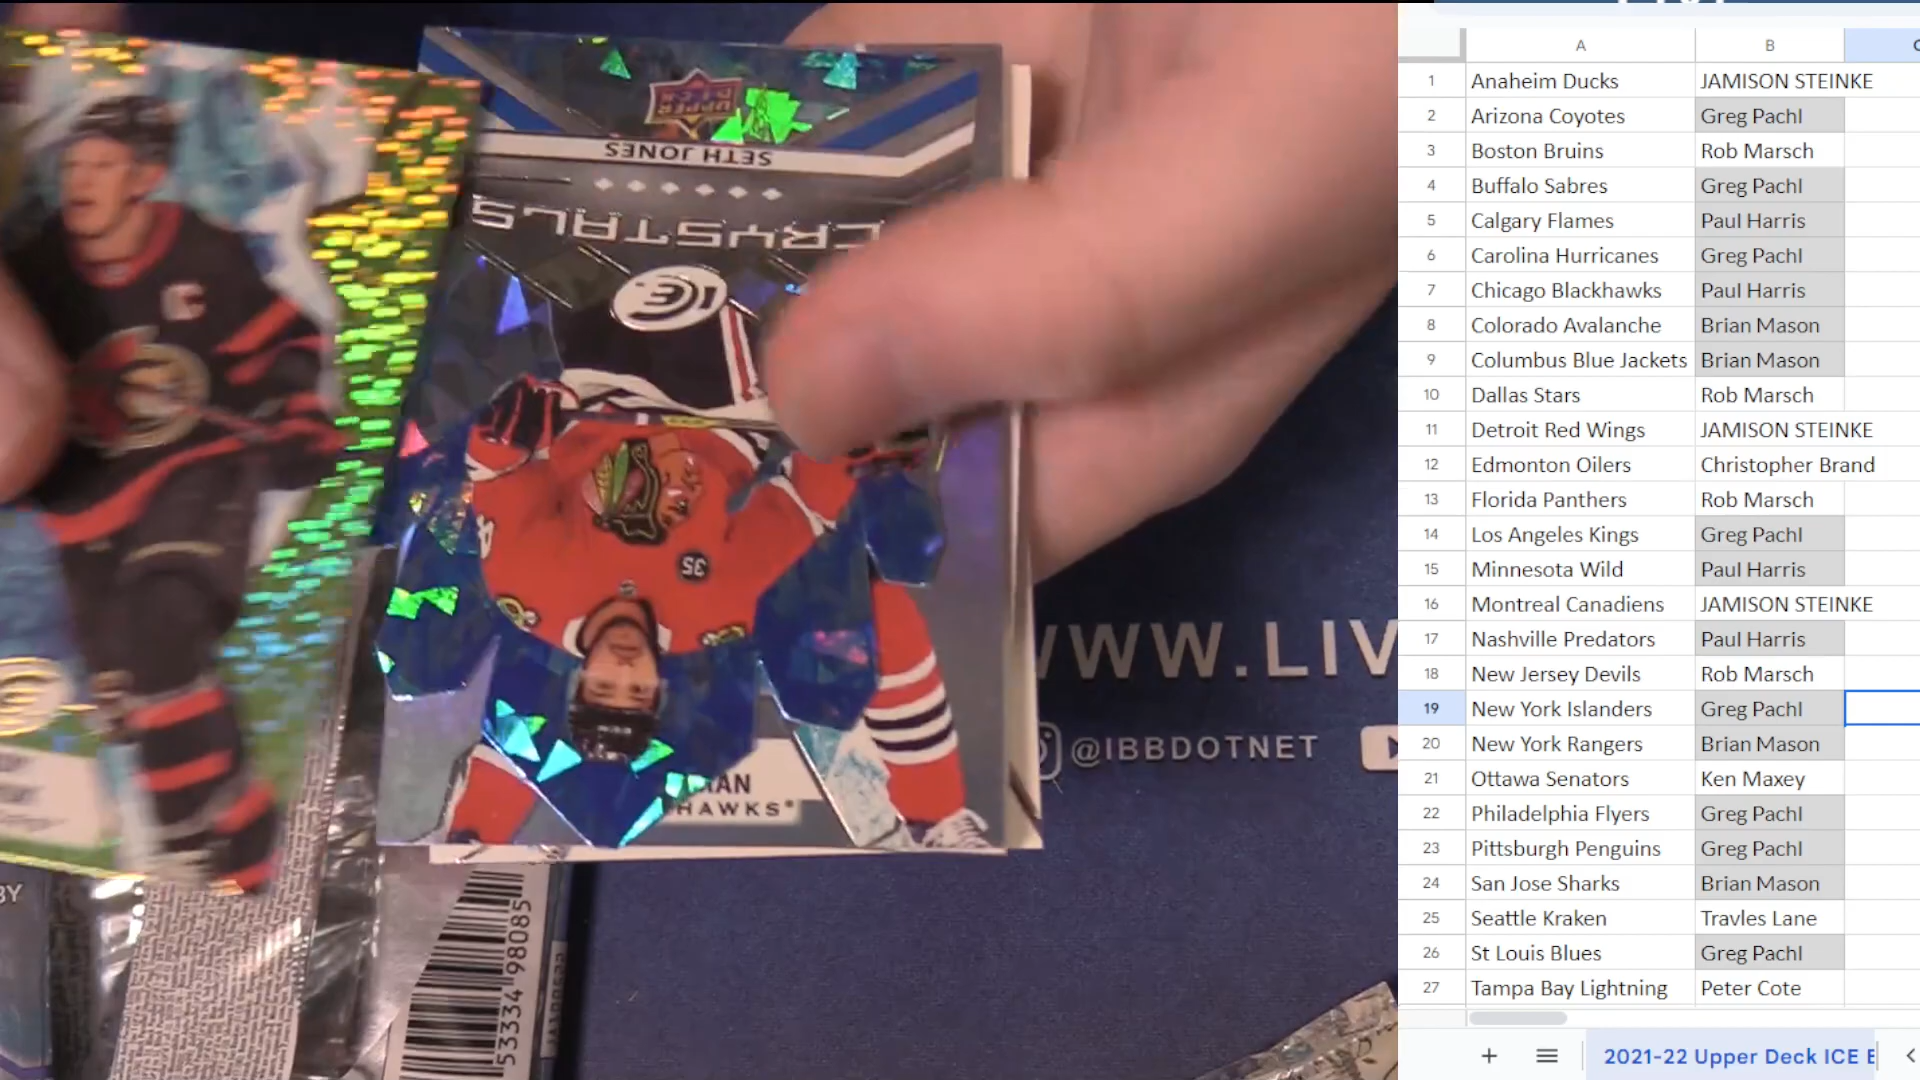 UPPER DECK
SETH JONES
CRYSTALS
ICE
35
HAWKS®
WWW.LIV
@IBBDOTNET
53334 98085
BY
A B
1 Anaheim Ducks JAMISON STEINKE
2 Arizona Coyotes Greg Pachl
3 Boston Bruins Rob Marsch
4 Buffalo Sabres Greg Pachl
5 Calgary Flames Paul Harris
6 Carolina Hurricanes Greg Pachl
7 Chicago Blackhawks Paul Harris
8 Colorado Avalanche Brian Mason
9 Columbus Blue Jackets Brian Mason
10 Dallas Stars Rob Marsch
11 Detroit Red Wings JAMISON STEINKE
12 Edmonton Oilers Christopher Brand
13 Florida Panthers Rob Marsch
14 Los Angeles Kings Greg Pachl
15 Minnesota Wild Paul Harris
16 Montreal Canadiens JAMISON STEINKE
17 Nashville Predators Paul Harris
18 New Jersey Devils Rob Marsch
19 New York Islanders Greg Pachl
20 New York Rangers Brian Mason
21 Ottawa Senators Ken Maxey
22 Philadelphia Flyers Greg Pachl
23 Pittsburgh Penguins Greg Pachl
24 San Jose Sharks Brian Mason
25 Seattle Kraken Travles Lane
26 St Louis Blues Greg Pachl
27 Tampa Bay Lightning Peter Cote
2021-22 Upper Deck ICE E